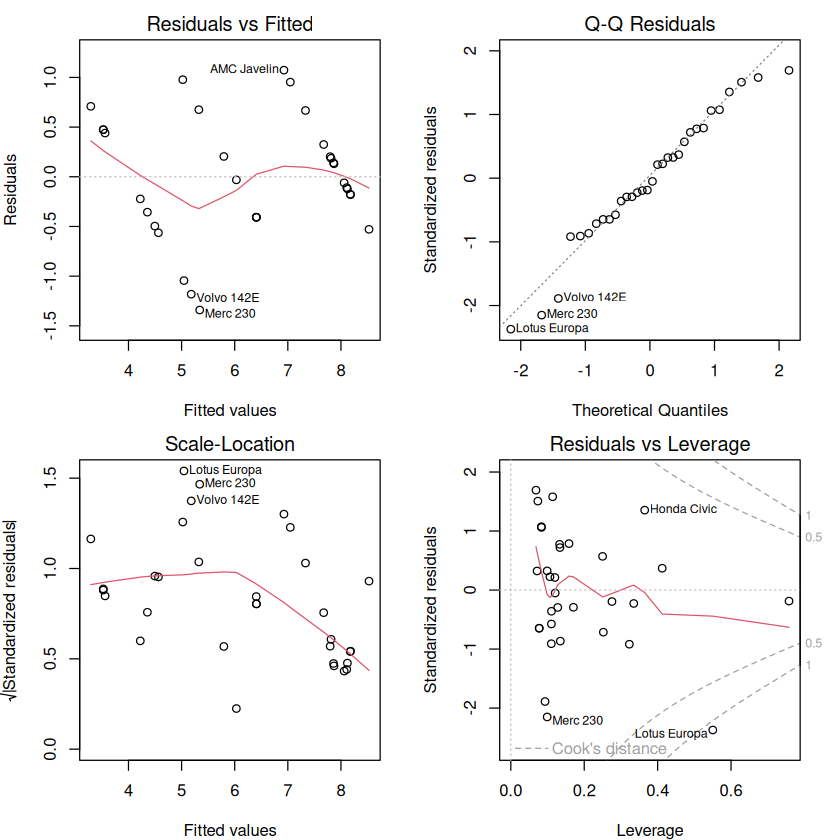 Residuals vs Fitted
Residuals
1.0
0.5
0.0
-0.5
-1.0
-1.5
AMC Javelin
Volvo 142E
Merc 230
4 5 6 7 8
Fitted values
Q-Q Residuals
Standardized residuals
2
1
0
-1
-2
Volvo 142E
Merc 230
Lotus Europa
-2 -1 0 1 2
Theoretical Quantiles
Scale-Location
√|Standardized residuals|
1.5
1.0
0.5
0.0
Lotus Europa
Merc 230
Volvo 142E
4 5 6 7 8
Fitted values
Residuals vs Leverage
Standardized residuals
2
1
0
-1
-2
Honda Civic
Merc 230
Lotus Europa
Cook's distance
1
0.5
0.5
1
0.0 0.2 0.4 0.6
Leverage